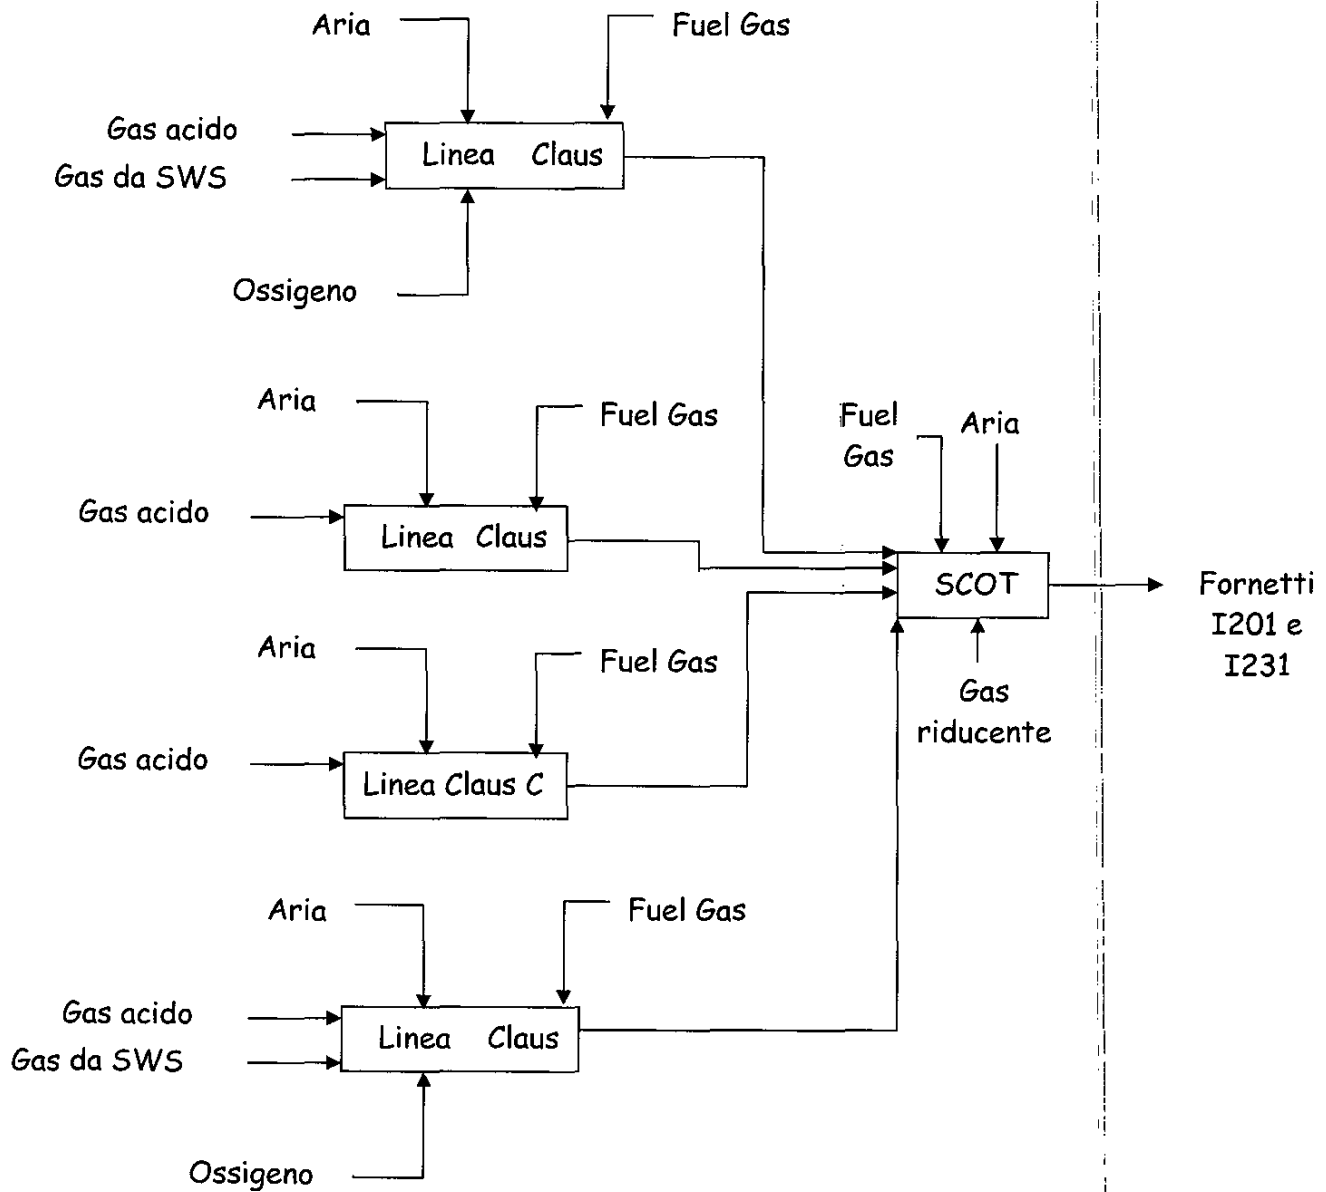 Aria
Fuel Gas
Gas acido
Linea Claus
Gas da SWS
Ossigeno
Aria
Fuel Gas
Gas acido
Linea Claus
Fuel
Gas
Aria
SCOT
Gas
riducente
Fornetti
I201 e
I231
Aria
Fuel Gas
Gas acido
Linea Claus C
Aria
Fuel Gas
Gas acido
Linea Claus
Gas da SWS
Ossigeno